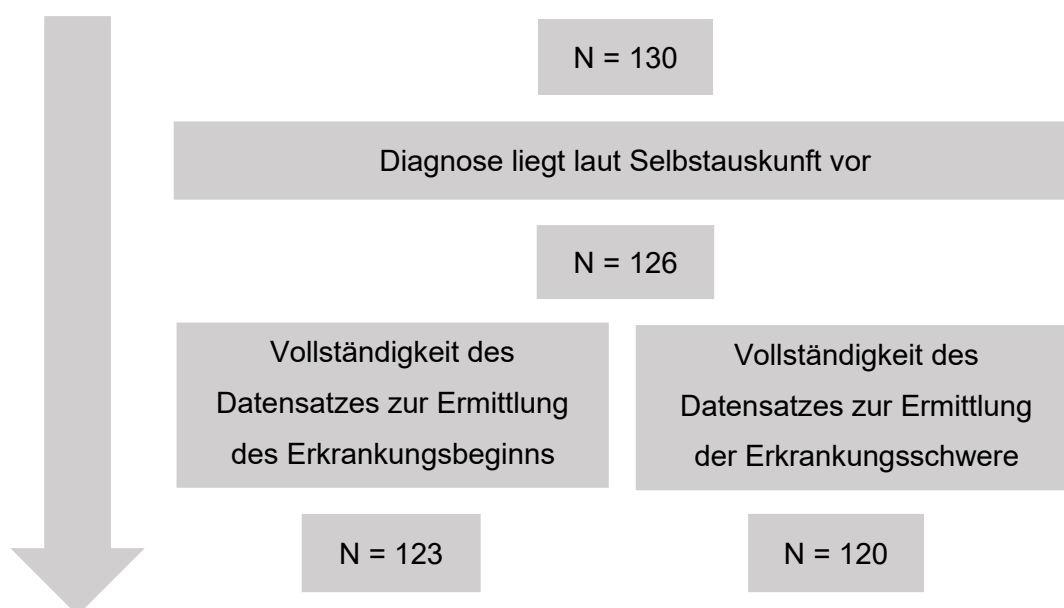 N = 130
Diagnose liegt laut Selbstauskunft vor
N = 126
Vollständigkeit des
Datensatzes zur Ermittlung
des Erkrankungsbeginns
Vollständigkeit des
Datensatzes zur Ermittlung
der Erkrankungsschwere
N = 123
N = 120